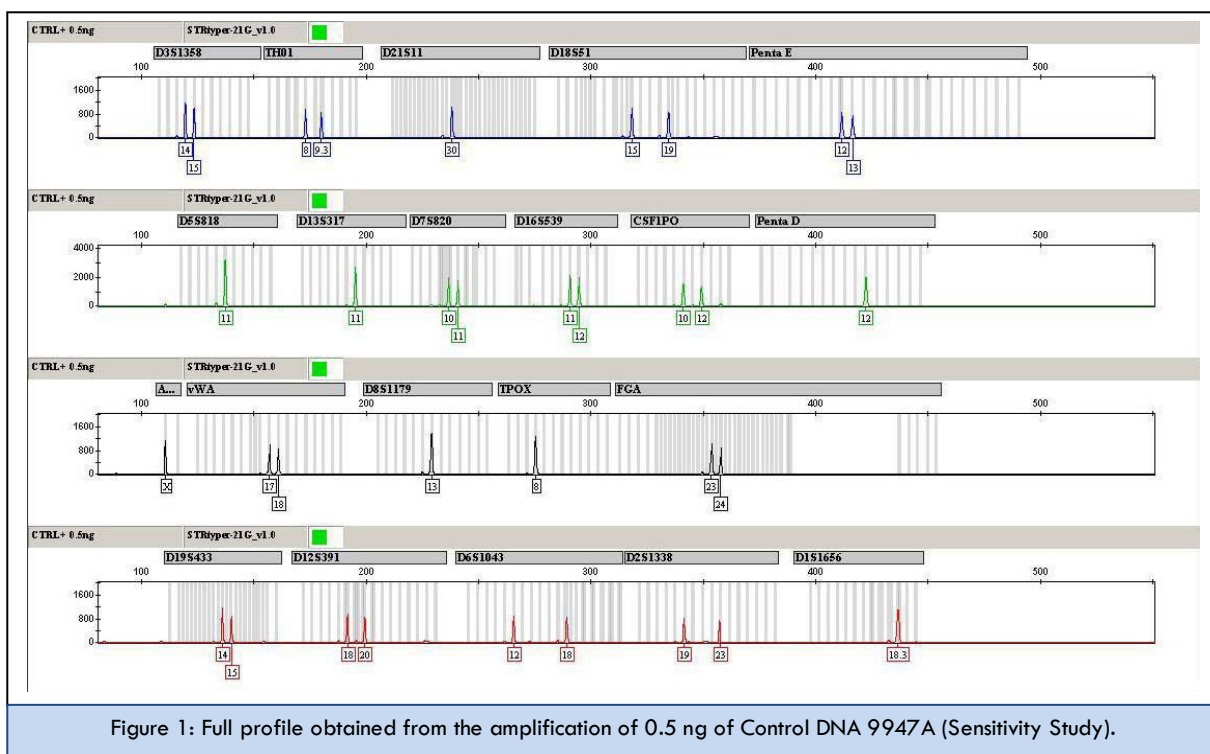 CTRL+ 0.5ng STRtyper-21G_v1.0
D3S1358 TH01 D21S11 D18S51 Penta E
100 200 300 400 500
1600
800
0
14 8 9.3 30 15 19 12
15 13
CTRL+ 0.5ng STRtyper-21G_v1.0
D5S818 D13S317 D7S820 D16S539 CSF1PO Penta D
100 200 300 400 500
4000
2000
0
11 11 10 11 10 12 12
11 12
CTRL+ 0.5ng STRtyper-21G_v1.0
A... vWA D8S1179 TPOX FGA
100 200 300 400 500
1600
800
0
X 17 13 8 23
18 24
CTRL+ 0.5ng STRtyper-21G_v1.0
D19S433 D12S391 D6S1043 D2S1338 D1S1656
100 200 300 400 500
1600
800
0
14 18 20 12 18 19 23 18.3
15
Figure 1: Full profile obtained from the amplification of 0.5 ng of Control DNA 9947A (Sensitivity Study).